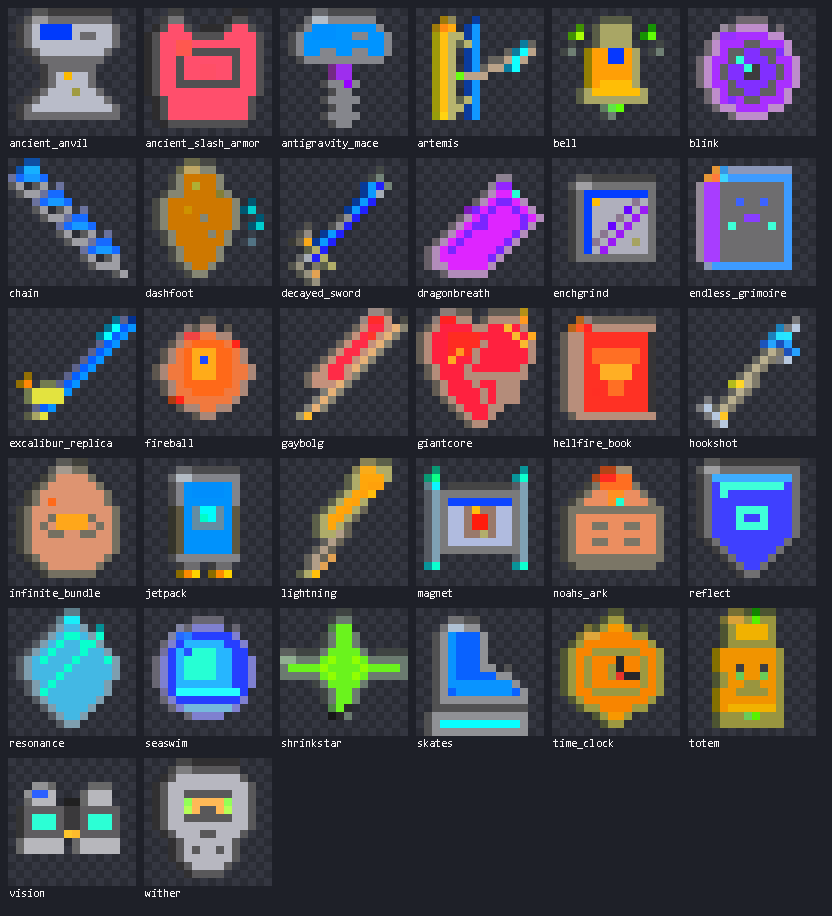 ancient_anvil
ancient_slash_armor
antigravity_mace
artemis
bell
blink
chain
dashfoot
decayed_sword
dragonbreath
enchgrind
endless_grimoire
excalibur_replica
fireball
gaybolg
giantcore
hellfire_book
hookshot
infinite_bundle
jetpack
lightning
magnet
noahs_ark
reflect
resonance
seaswim
shrinkstar
skates
time_clock
totem
vision
wither